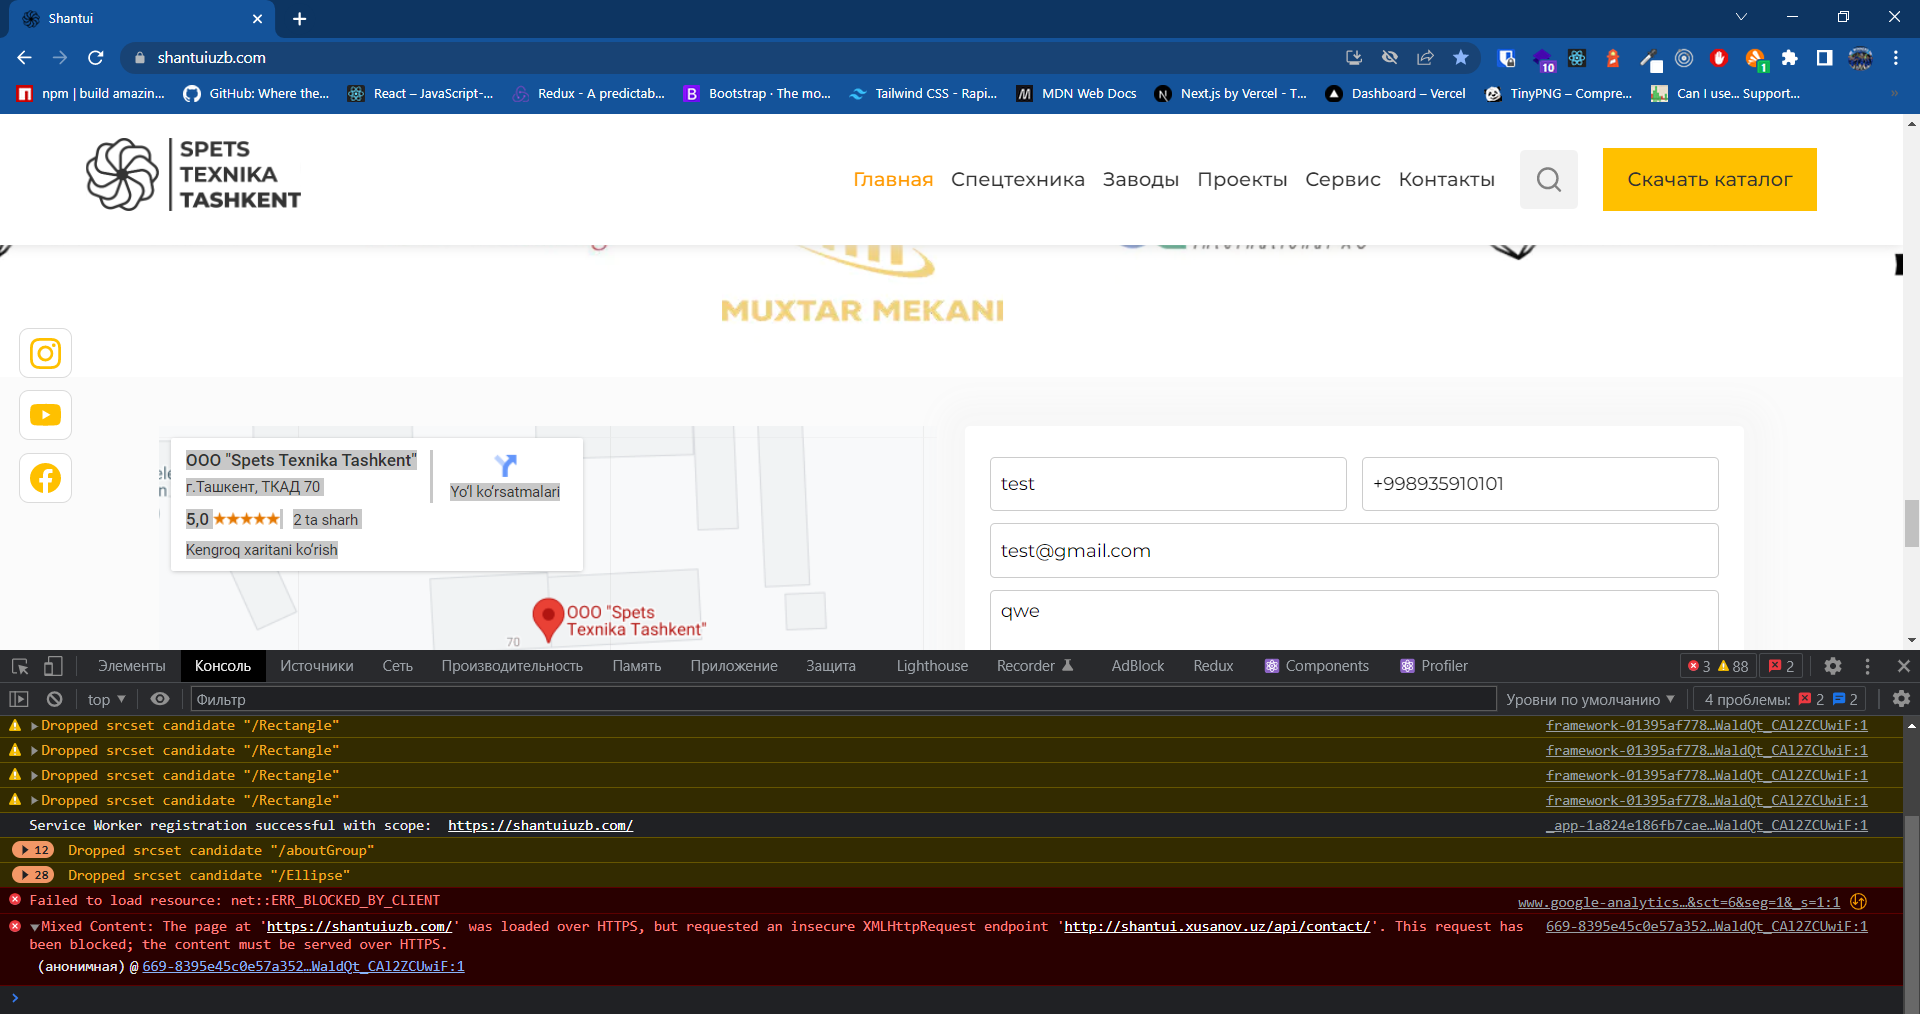 Shantui
shantuiuzb.com
10
1
npm | build amazin...
GitHub: Where the...
React – JavaScript-...
Redux - A predictab...
Bootstrap · The mo...
Tailwind CSS - Rapi...
MDN Web Docs
Next.js by Vercel - T...
Dashboard – Vercel
TinyPNG – Compre...
Can I use... Support...
SPETS
TEXNIKA
TASHKENT
Главная
Спецтехника
Заводы
Проекты
Сервис
Контакты
Скачать каталог
MUXTAR MEKANI
ООО "Spets Texnika Tashkent"
г.Ташкент, ТКАД 70
5,0
2 ta sharh
Kengroq xaritani ko‘rish
Yo‘l ko‘rsatmalari
ООО "Spets
Texnika Tashkent"
70
test
+998935910101
test@gmail.com
qwe
Элементы
Консоль
Источники
Сеть
Производительность
Память
Приложение
Защита
Lighthouse
Recorder
AdBlock
Redux
Components
Profiler
3
88
2
top ▼
Фильтр
Уровни по умолчанию ▼
4 проблемы:
2
2
Dropped srcset candidate "/Rectangle"
framework-01395af778…WaldQt_CAl2ZCUwiF:1
Dropped srcset candidate "/Rectangle"
framework-01395af778…WaldQt_CAl2ZCUwiF:1
Dropped srcset candidate "/Rectangle"
framework-01395af778…WaldQt_CAl2ZCUwiF:1
Dropped srcset candidate "/Rectangle"
framework-01395af778…WaldQt_CAl2ZCUwiF:1
Service Worker registration successful with scope: https://shantuiuzb.com/
_app-1a824e186fb7cae…WaldQt_CAl2ZCUwiF:1
12 Dropped srcset candidate "/aboutGroup"
28 Dropped srcset candidate "/Ellipse"
Failed to load resource: net::ERR_BLOCKED_BY_CLIENT
www.google-analytics…&sct=6&seg=1&_s=1:1
Mixed Content: The page at 'https://shantuiuzb.com/' was loaded over HTTPS, but requested an insecure XMLHttpRequest endpoint 'http://shantui.xusanov.uz/api/contact/'. This request has
669-8395e45c0e57a352…WaldQt_CAl2ZCUwiF:1
been blocked; the content must be served over HTTPS.
(анонимная) @ 669-8395e45c0e57a352…WaldQt_CAl2ZCUwiF:1